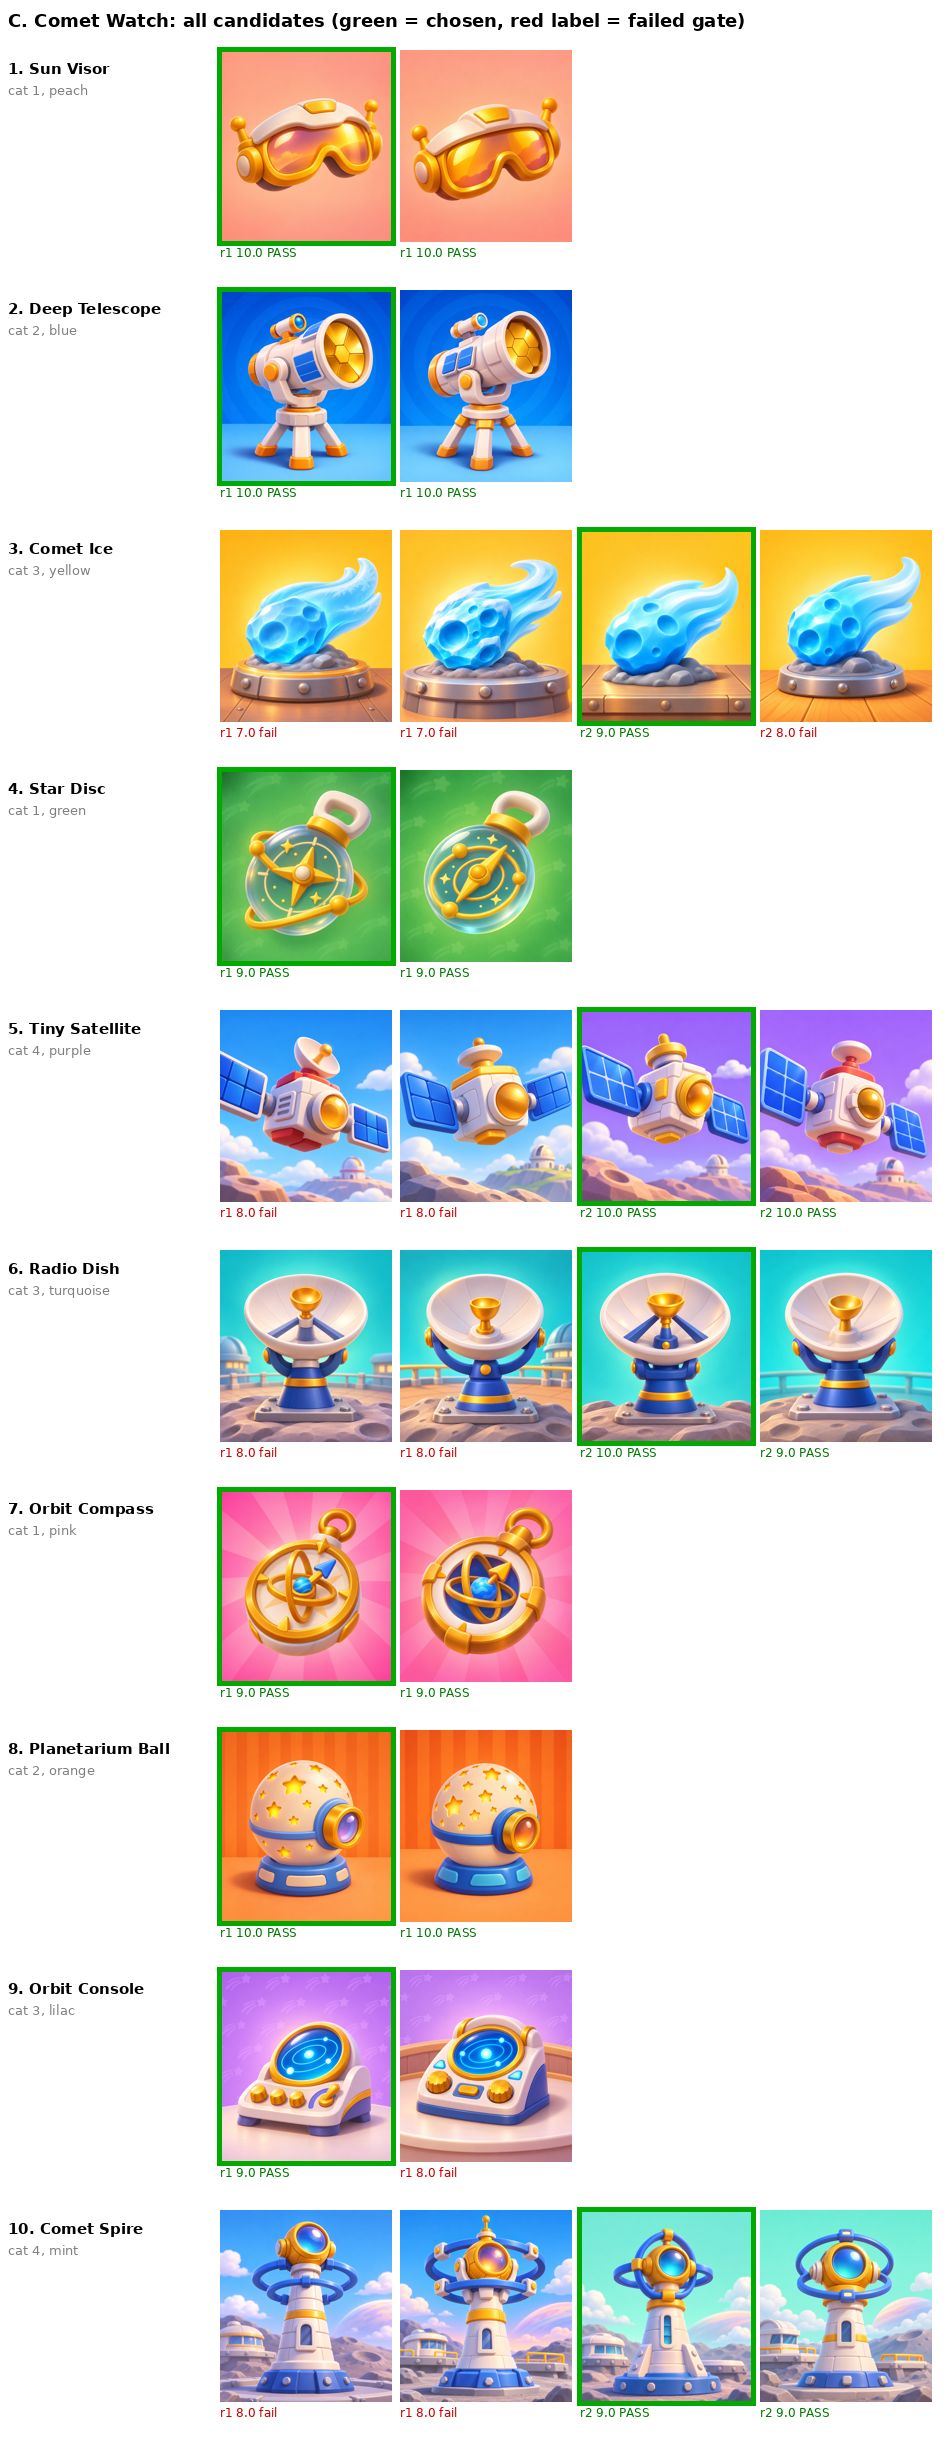 C. Comet Watch: all candidates (green = chosen, red label = failed gate)
1. Sun Visor
cat 1, peach
r1 10.0 PASS
r1 10.0 PASS
2. Deep Telescope
cat 2, blue
r1 10.0 PASS
r1 10.0 PASS
3. Comet Ice
cat 3, yellow
r1 7.0 fail
r1 7.0 fail
r2 9.0 PASS
r2 8.0 fail
4. Star Disc
cat 1, green
r1 9.0 PASS
r1 9.0 PASS
5. Tiny Satellite
cat 4, purple
r1 8.0 fail
r1 8.0 fail
r2 10.0 PASS
r2 10.0 PASS
6. Radio Dish
cat 3, turquoise
r1 8.0 fail
r1 8.0 fail
r2 10.0 PASS
r2 9.0 PASS
7. Orbit Compass
cat 1, pink
r1 9.0 PASS
r1 9.0 PASS
8. Planetarium Ball
cat 2, orange
r1 10.0 PASS
r1 10.0 PASS
9. Orbit Console
cat 3, lilac
r1 9.0 PASS
r1 8.0 fail
10. Comet Spire
cat 4, mint
r1 8.0 fail
r1 8.0 fail
r2 9.0 PASS
r2 9.0 PASS